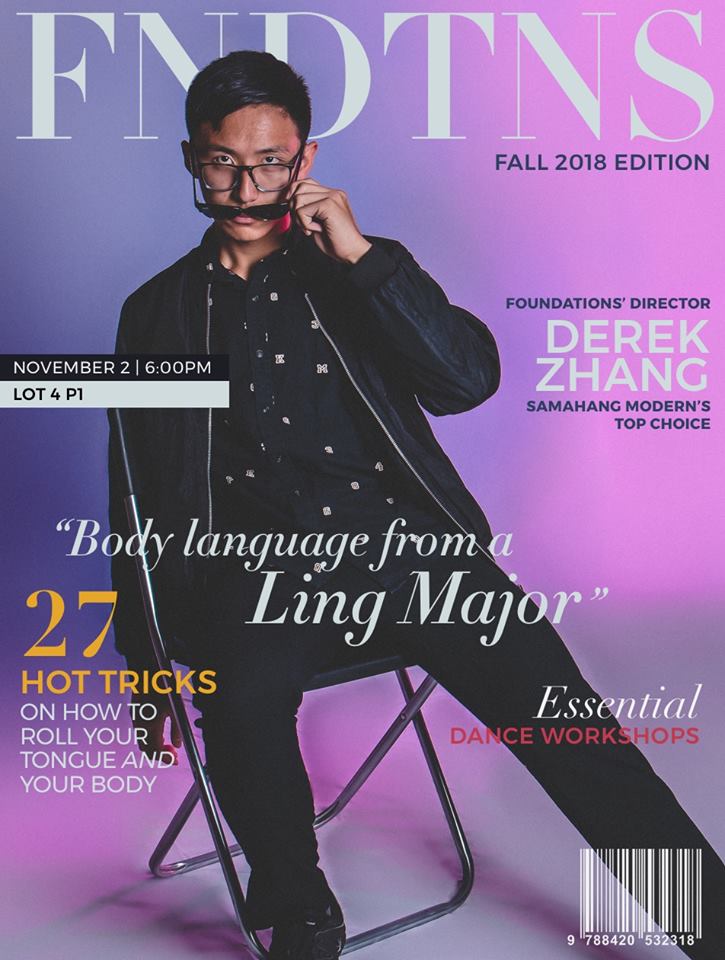 FNDTNS
FALL 2018 EDITION
FOUNDATIONS' DIRECTOR
DEREK
ZHANG
SAMAHANG MODERN'S
TOP CHOICE
NOVEMBER 2 | 6:00PM
LOT 4 P1
“Body language from a
Ling Major”
27
HOT TRICKS
ON HOW TO
ROLL YOUR
TONGUE AND
YOUR BODY
Essential
DANCE WORKSHOPS
9 788420 532318